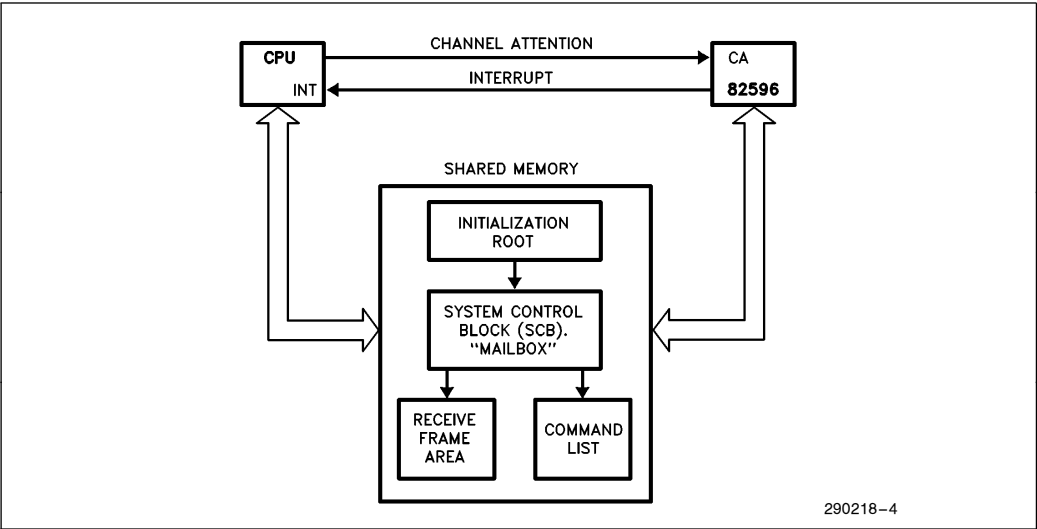 CHANNEL ATTENTION
CPU
CA
INTERRUPT
INT
82596
SHARED MEMORY
INITIALIZATION
ROOT
SYSTEM CONTROL
BLOCK (SCB).
"MAILBOX"
RECEIVE
FRAME
AREA
COMMAND
LIST
290218–4